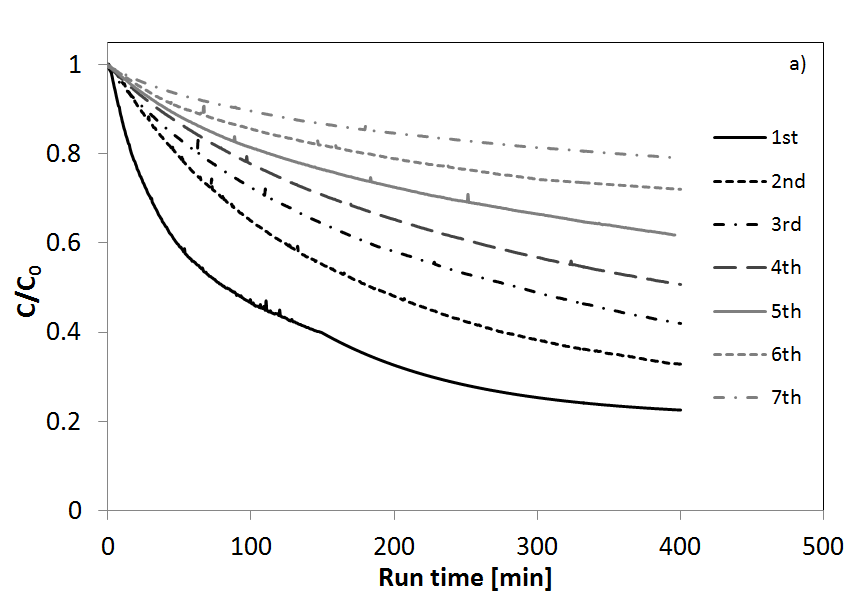 a)
1
0.8
0.6
0.4
0.2
0
C/C₀
0 100 200 300 400 500
Run time [min]
1st
2nd
3rd
4th
5th
6th
7th